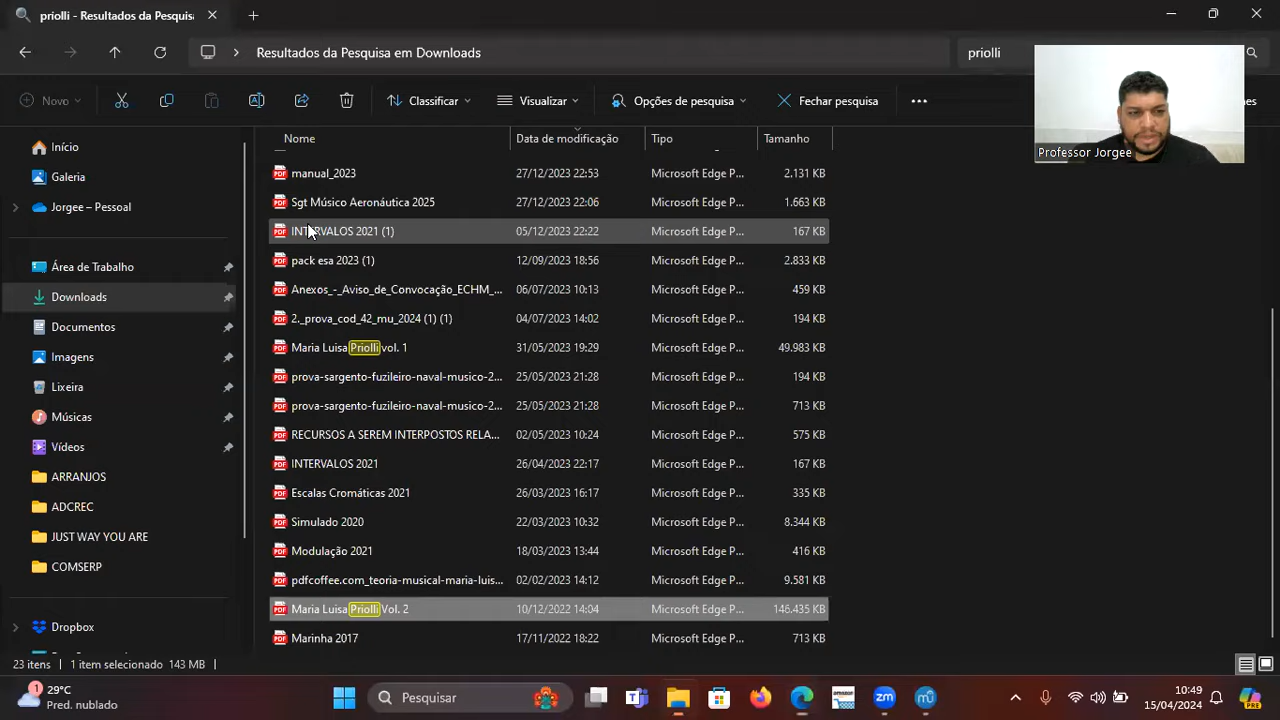 priolli - Resultados da Pesquisa
Resultados da Pesquisa em Downloads
priolli
Novo
Classificar
Visualizar
Opções de pesquisa
Fechar pesquisa
Professor Jorgee
Início
Galeria
Jorgee – Pessoal
Área de Trabalho
Downloads
Documentos
Imagens
Lixeira
Músicas
Vídeos
ARRANJOS
ADCREC
JUST WAY YOU ARE
COMSERP
Dropbox
Nome Data de modificação Tipo Tamanho
manual_2023 27/12/2023 22:53 Microsoft Edge P... 2.131 KB
Sgt Músico Aeronáutica 2025 27/12/2023 22:06 Microsoft Edge P... 1.663 KB
INTERVALOS 2021 (1) 05/12/2023 22:22 Microsoft Edge P... 167 KB
pack esa 2023 (1) 12/09/2023 18:56 Microsoft Edge P... 2.833 KB
Anexos_-_Aviso_de_Convocação_ECHM_... 06/07/2023 10:13 Microsoft Edge P... 459 KB
2._prova_cod_42_mu_2024 (1) (1) 04/07/2023 14:02 Microsoft Edge P... 194 KB
Maria Luisa Priolli vol. 1 31/05/2023 19:29 Microsoft Edge P... 49.983 KB
prova-sargento-fuzileiro-naval-musico-2... 25/05/2023 21:28 Microsoft Edge P... 194 KB
prova-sargento-fuzileiro-naval-musico-2... 25/05/2023 21:28 Microsoft Edge P... 713 KB
RECURSOS A SEREM INTERPOSTOS RELA... 02/05/2023 10:24 Microsoft Edge P... 575 KB
INTERVALOS 2021 26/04/2023 22:17 Microsoft Edge P... 167 KB
Escalas Cromáticas 2021 26/03/2023 16:17 Microsoft Edge P... 335 KB
Simulado 2020 22/03/2023 10:32 Microsoft Edge P... 8.344 KB
Modulação 2021 18/03/2023 13:44 Microsoft Edge P... 416 KB
pdfcoffee.com_teoria-musical-maria-luis... 02/02/2023 14:12 Microsoft Edge P... 9.581 KB
Maria Luisa Priolli Vol. 2 10/12/2022 14:04 Microsoft Edge P... 146.435 KB
Marinha 2017 17/11/2022 18:22 Microsoft Edge P... 713 KB
23 itens 1 item selecionado 143 MB
1
29°C
Pred. nublado
Pesquisar
zm
10:49
15/04/2024
PRE